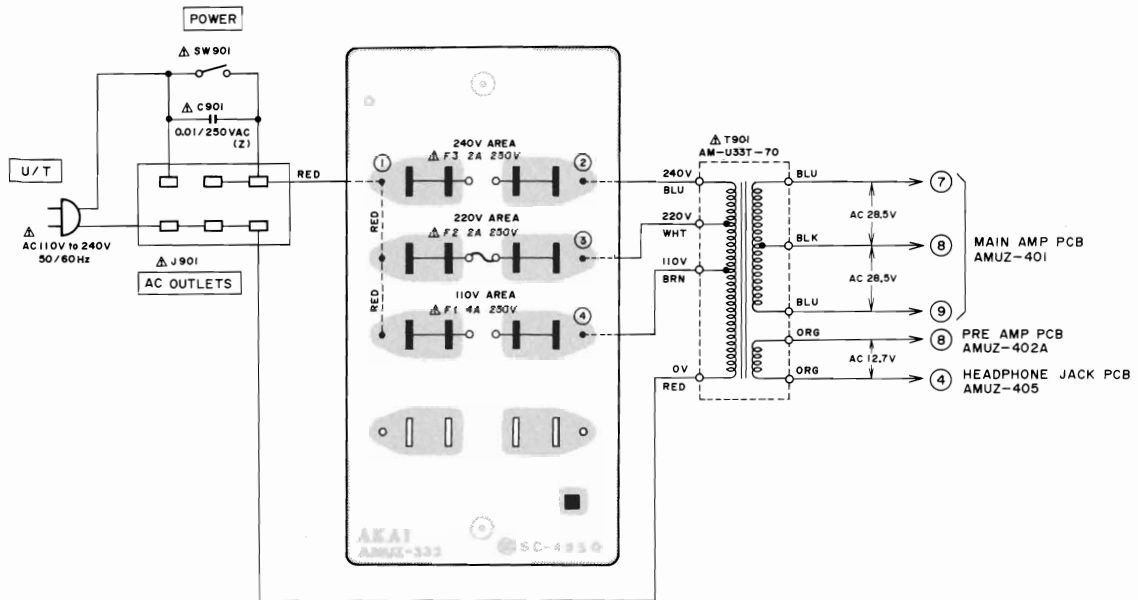 POWER
⚠ SW901
⚠ C901
0.01/250VAC
(Z)
U/T
⚠
AC110V to 240V
50/60Hz
⚠ J901
AC OUTLETS
RED
240V AREA
⚠ F3 2A 250V
①
②
RED
220V AREA
⚠ F2 2A 250V
③
RED
110V AREA
⚠ F1 4A 250V
④
AKAI
AMUZ-333
SC-4950
⚠ T901
AM-U33T-70
240V
BLU
220V
WHT
110V
BRN
0V
RED
BLU
⑦
AC 28.5V
BLK
⑧
MAIN AMP PCB
AMUZ-401
AC 28.5V
BLU
⑨
ORG
⑧ PRE AMP PCB
AMUZ-402A
AC 12.7V
ORG
④ HEADPHONE JACK PCB
AMUZ-405